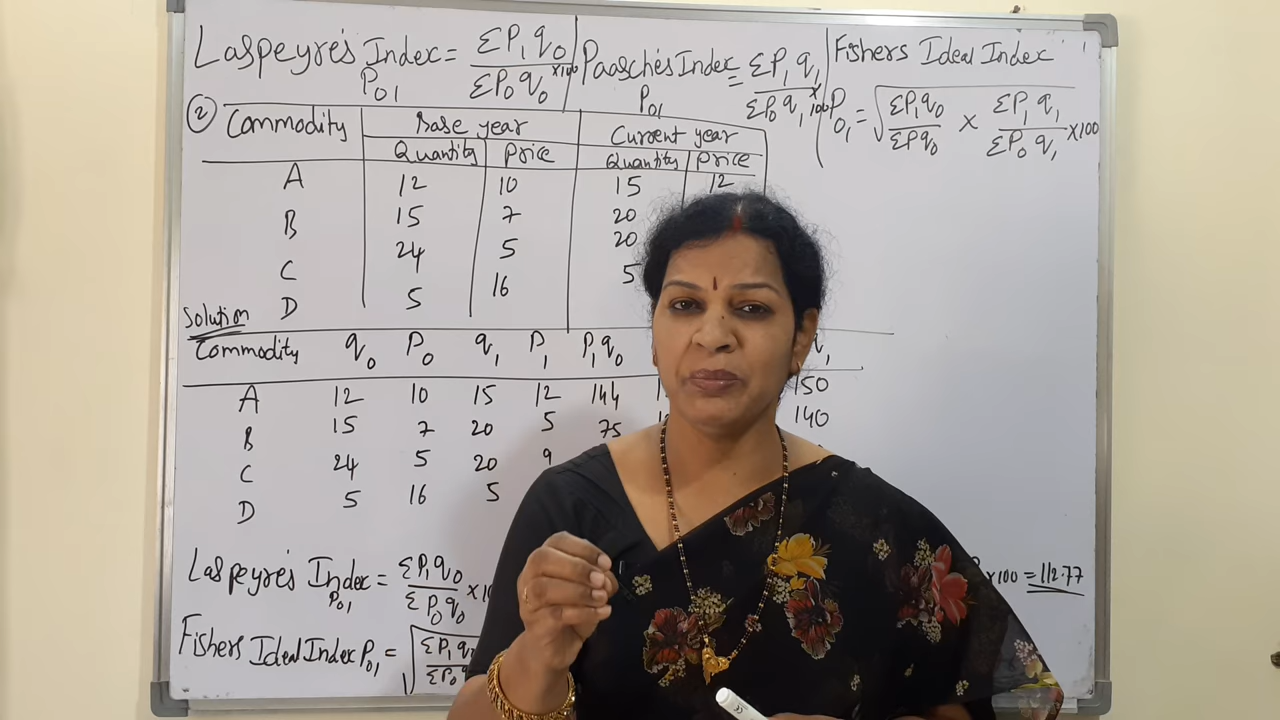 Laspeyre's Index P01 = ΣP1q0 / ΣP0q0 ×100
Paasche's Index P01 = ΣP1q1 / ΣP0q1 ×100
Fishers Ideal Index
P01 = √ ΣP1q0 / ΣPq0 × ΣP1q1 / ΣP0q1 ×100
② Commodity Base year Current year
Quantity Price Quantity Price
A 12 10 15 12
B 15 7 20
C 24 5 20
D 5 16 5
Solution
Commodity q0 P0 q1 P1 P1q0
A 12 10 15 12 144 150
B 15 7 20 5 75 140
C 24 5 20 9
D 5 16 5
Laspeyre's Index P01 = ΣP1q0 / ΣP0q0 ×100
×100 = 112.77
Fishers Ideal Index P01 = √ ΣP1q0 / ΣP0q0